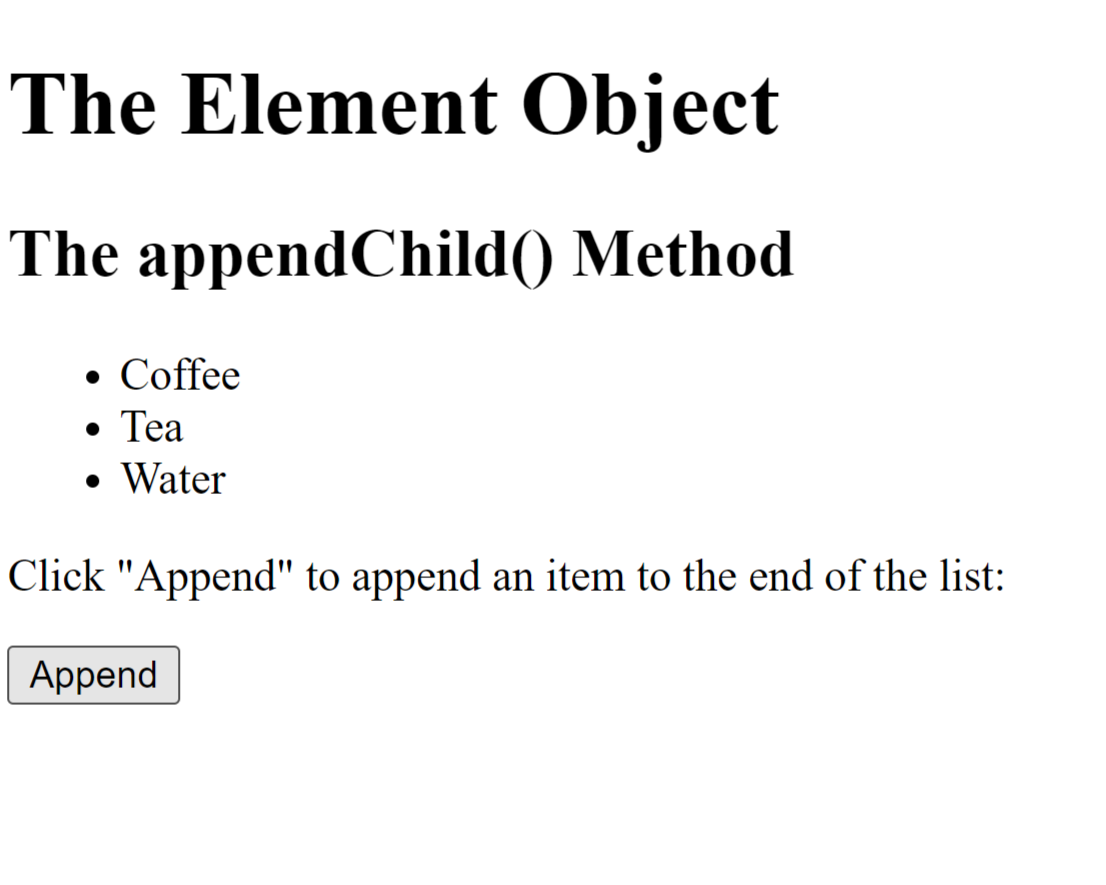 The Element Object
The appendChild() Method
• Coffee
• Tea
• Water
Click "Append" to append an item to the end of the list:
Append